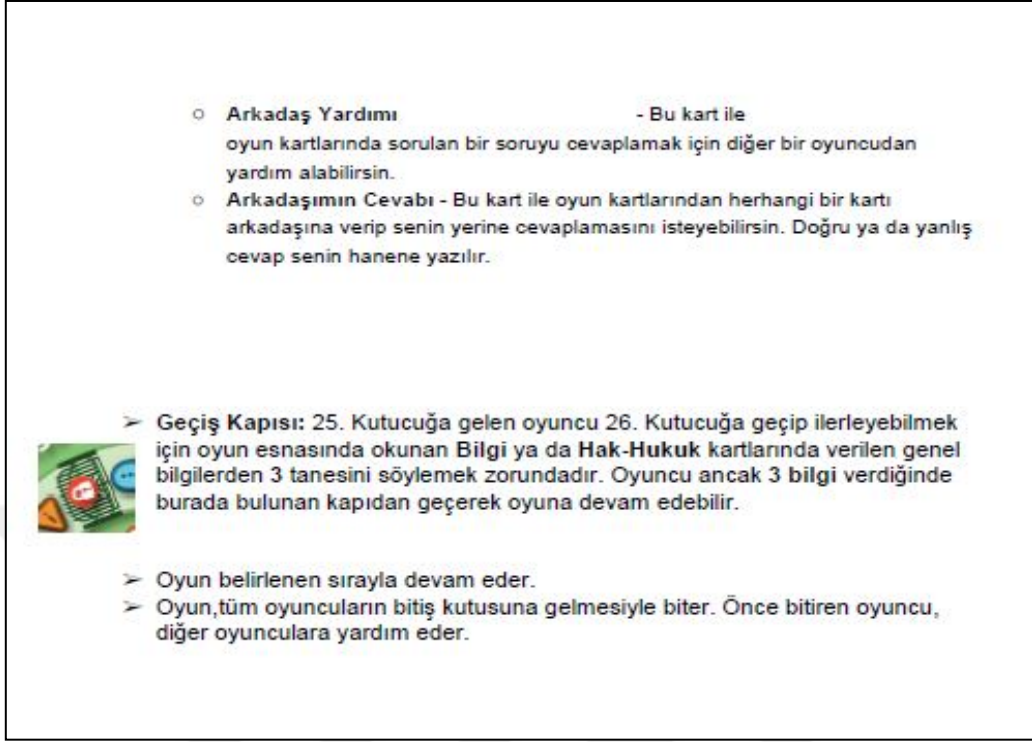 ○ Arkadaş Yardımı - Bu kart ile
oyun kartlarında sorulan bir soruyu cevaplamak için diğer bir oyuncudan
yardım alabilirsin.
○ Arkadaşımın Cevabı - Bu kart ile oyun kartlarından herhangi bir kartı
arkadaşına verip senin yerine cevaplamasını isteyebilirsin. Doğru ya da yanlış
cevap senin hanene yazılır.
➢ Geçiş Kapısı: 25. Kutucuğa gelen oyuncu 26. Kutucuğa geçip ilerleyebilmek
için oyun esnasında okunan Bilgi ya da Hak-Hukuk kartlarında verilen genel
bilgilerden 3 tanesini söylemek zorundadır. Oyuncu ancak 3 bilgi verdiğinde
burada bulunan kapıdan geçerek oyuna devam edebilir.
➢ Oyun belirlenen sırayla devam eder.
➢ Oyun,tüm oyuncuların bitiş kutusuna gelmesiyle biter. Önce bitiren oyuncu,
diğer oyunculara yardım eder.